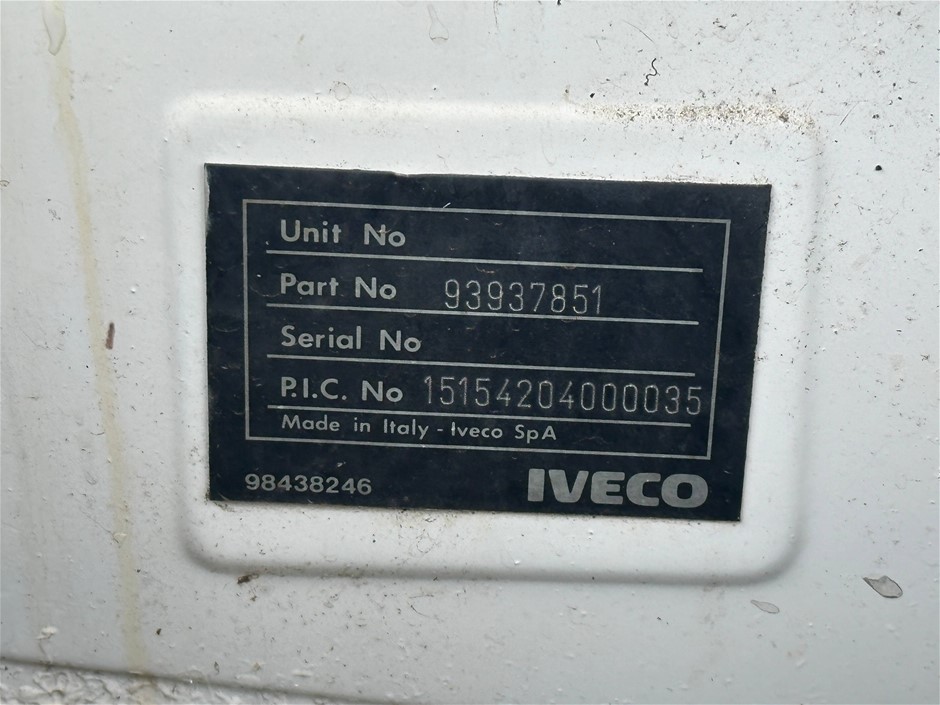 Unit No
Part No 93937851
Serial No
P.I.C. No 15154204000035
Made in Italy - Iveco SpA
98438246 IVECO